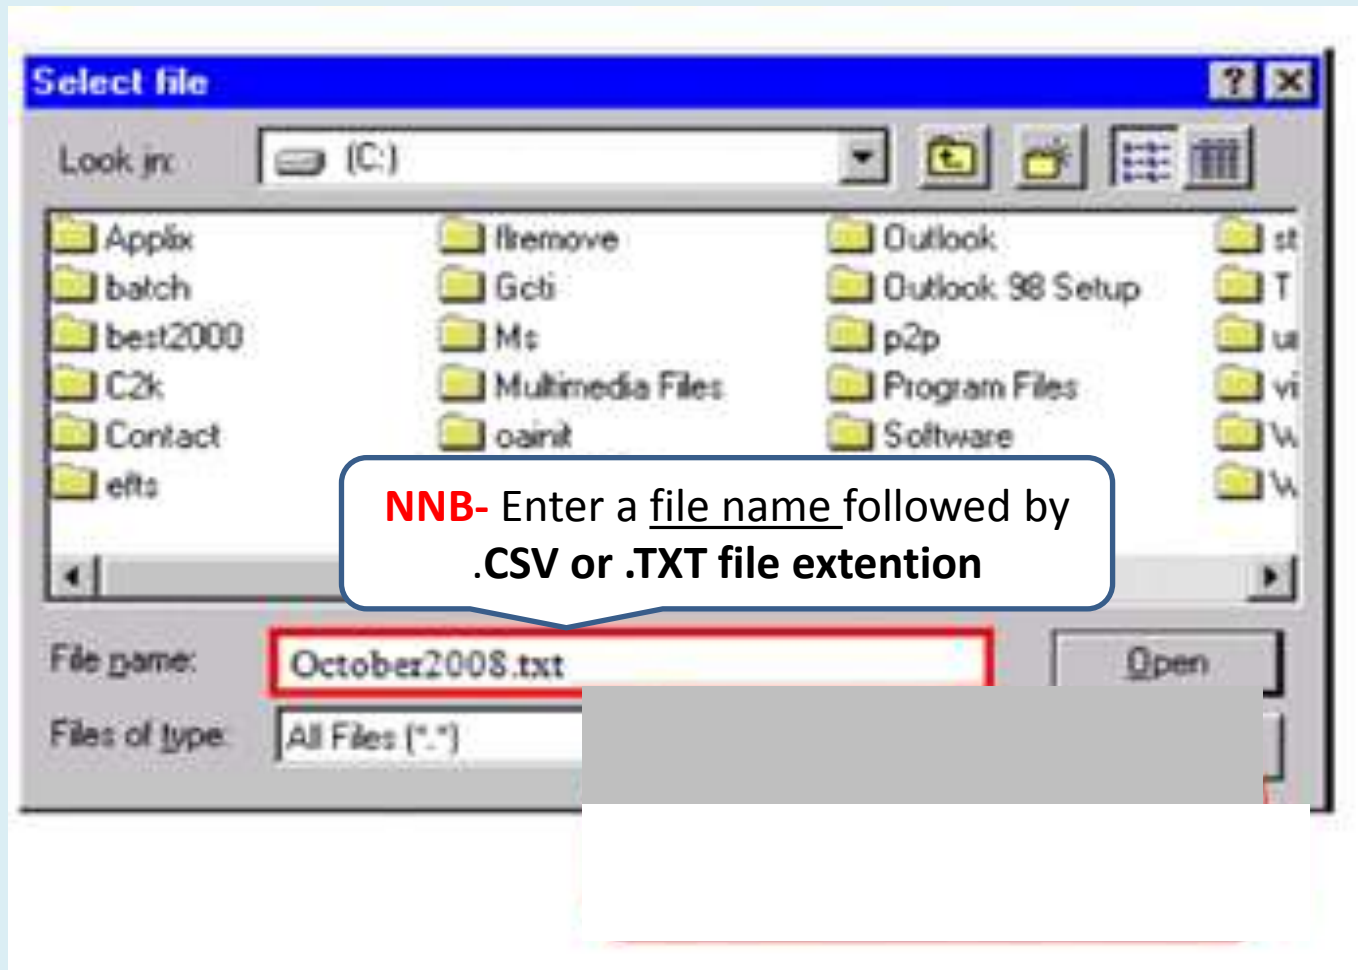 Select file
Look in:
(C:)
Applix
flremove
Outlook
st
batch
Gcti
Outlook 98 Setup
T
best2000
Ms
p2p
C2k
Multimedia Files
Program Files
vi
Contact
oainit
Software
efts
NNB- Enter a file name followed by
.CSV or .TXT file extention
File name:
October2008.txt
Open
Files of type:
All Files (*.*)